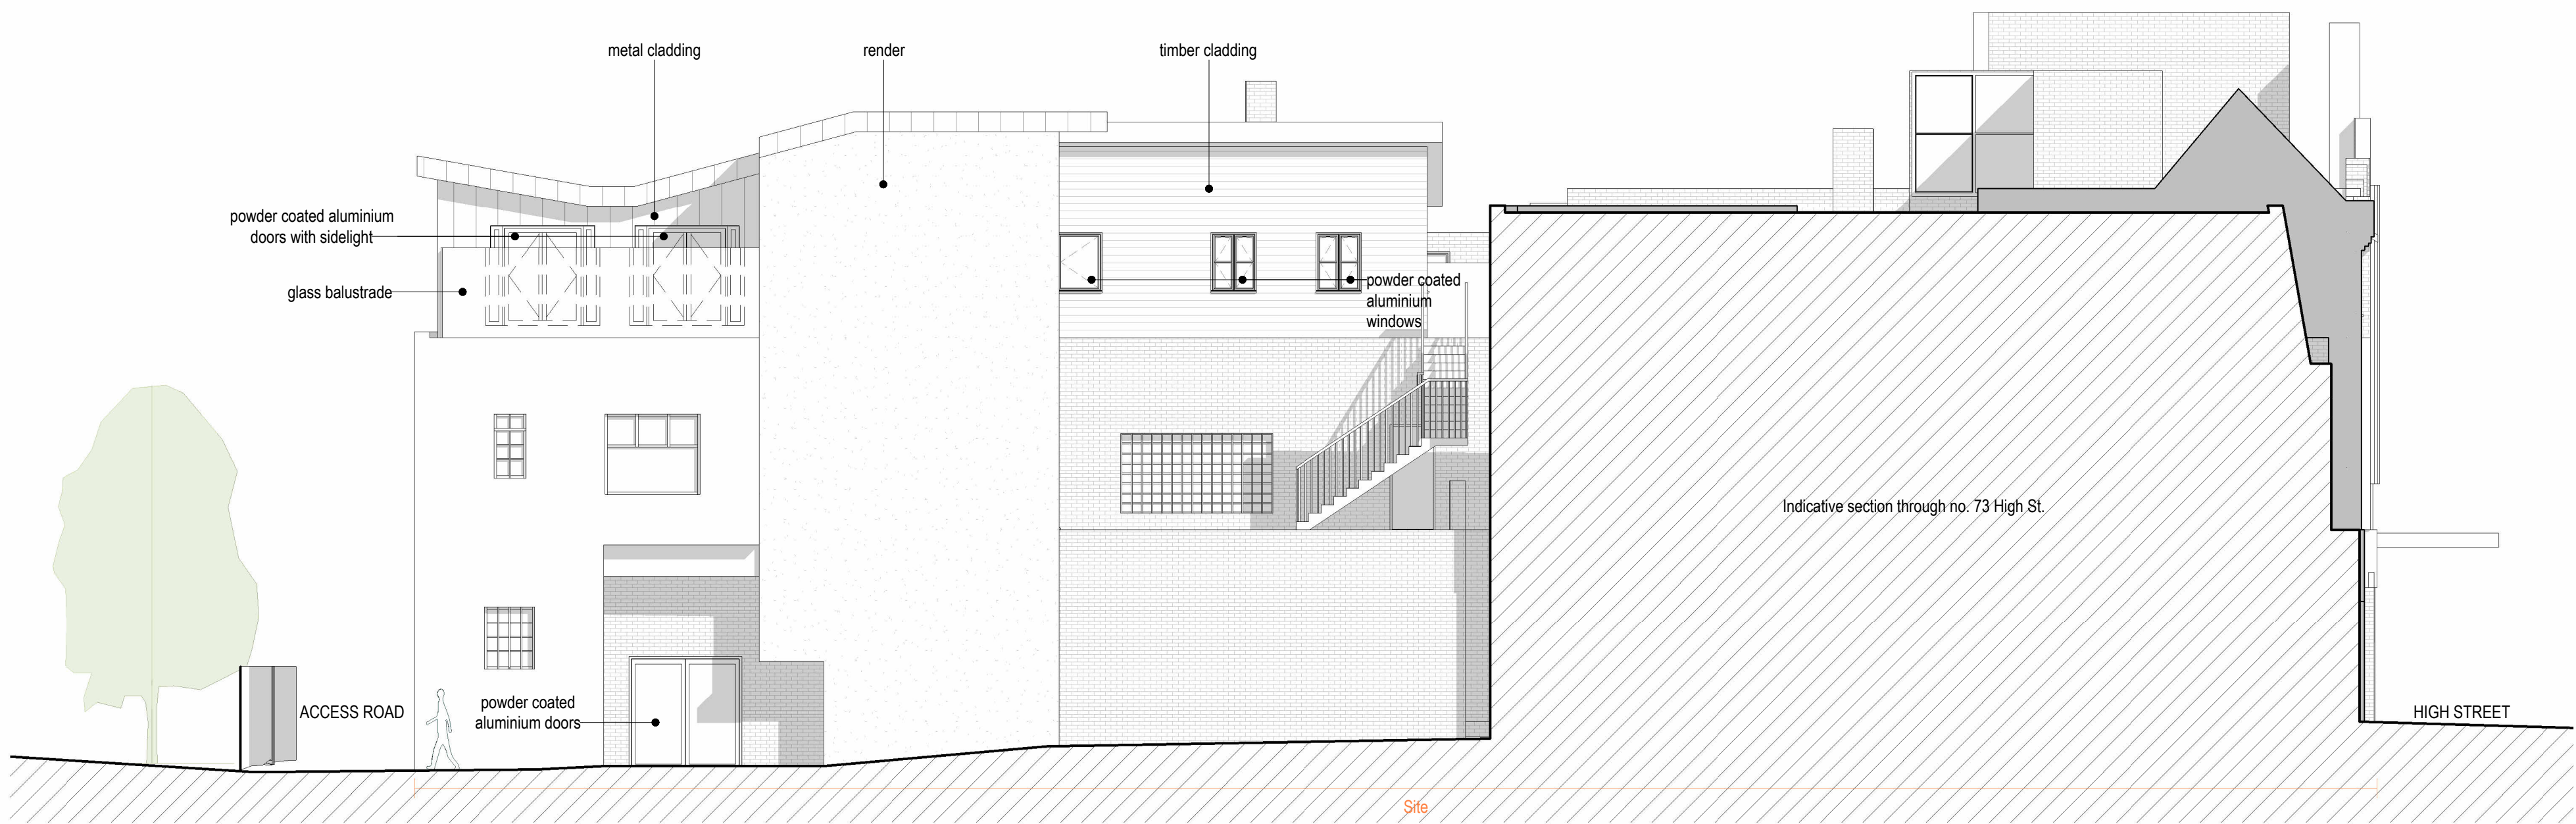 metal cladding
render
timber cladding
powder coated aluminium
doors with sidelight
glass balustrade
powder coated
aluminium
windows
Indicative section through no. 73 High St.
powder coated
aluminium doors
ACCESS ROAD
HIGH STREET
Site